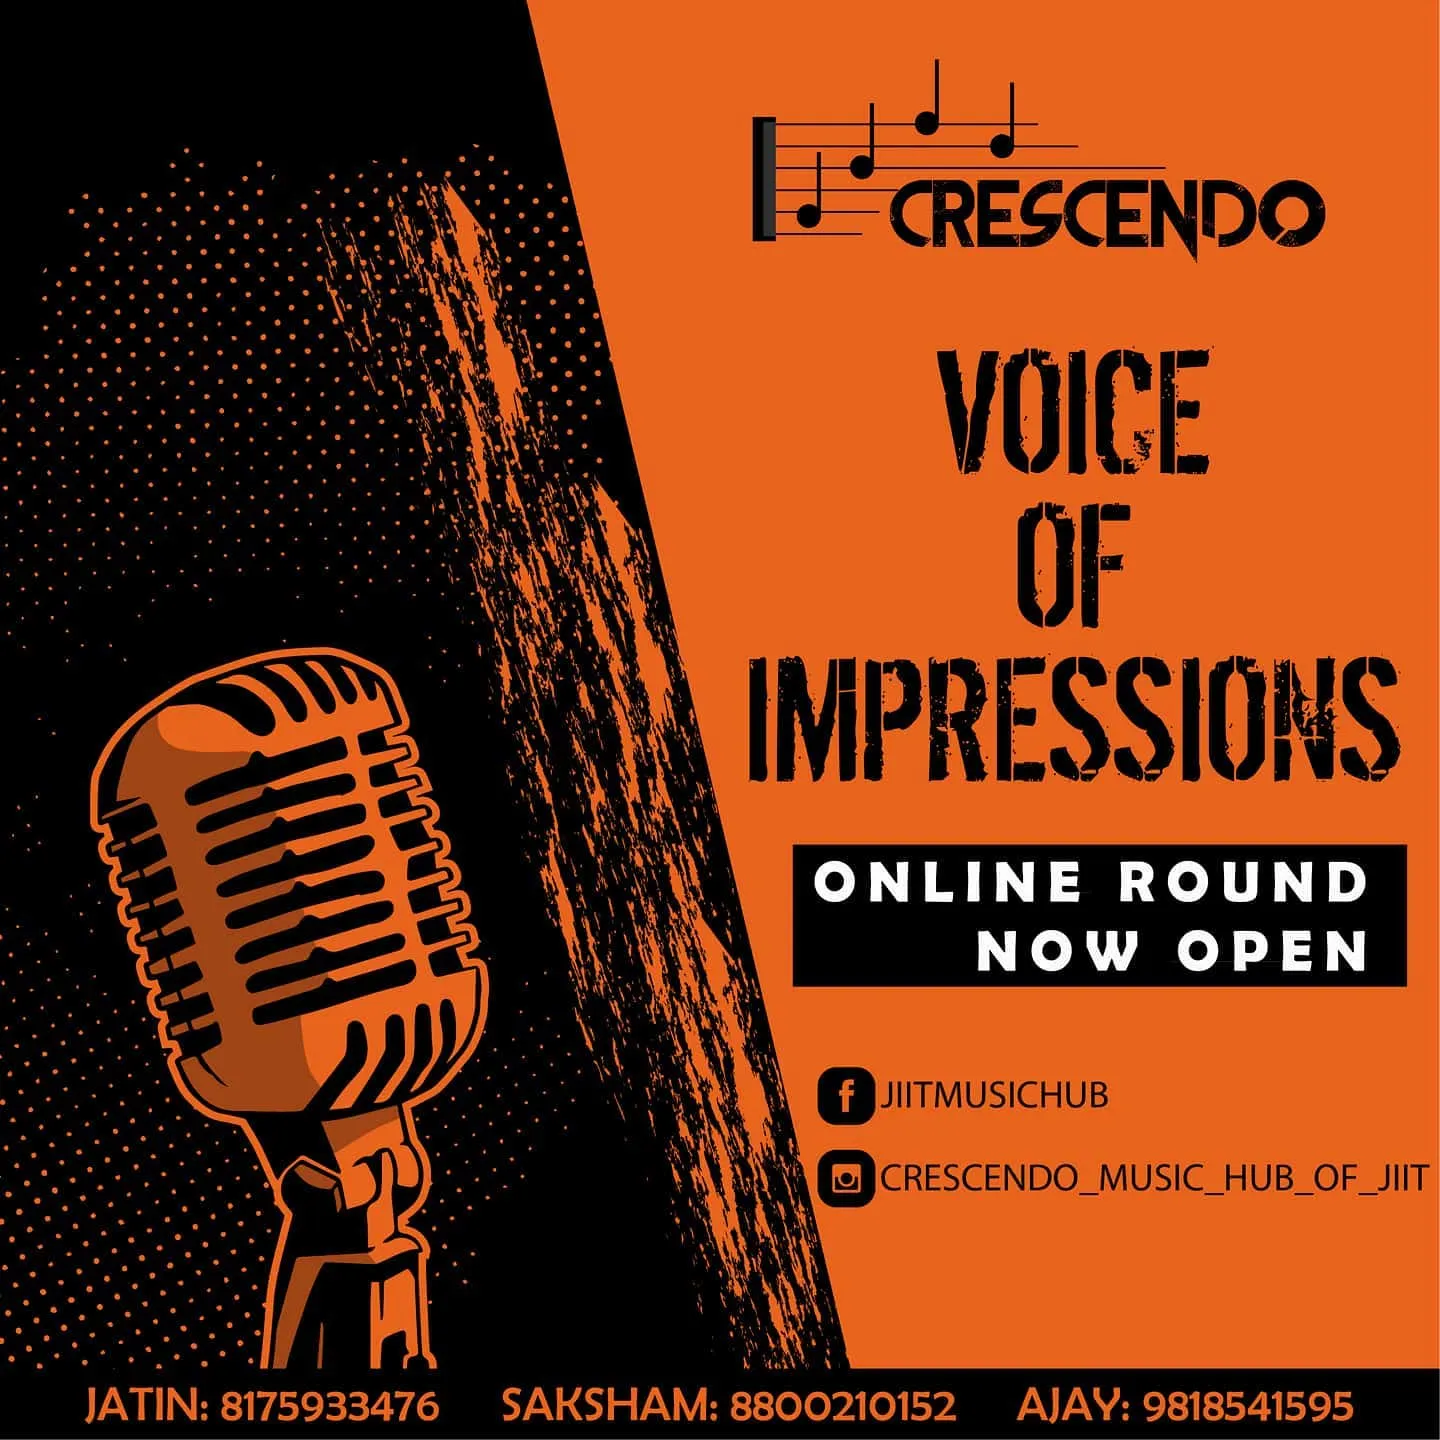 CRESCENDO
VOICE
OF
IMPRESSIONS
ONLINE ROUND
NOW OPEN
f JIITMUSICHUB
CRESCENDO_MUSIC_HUB_OF_JIIT
JATIN: 8175933476 SAKSHAM: 8800210152 AJAY: 9818541595